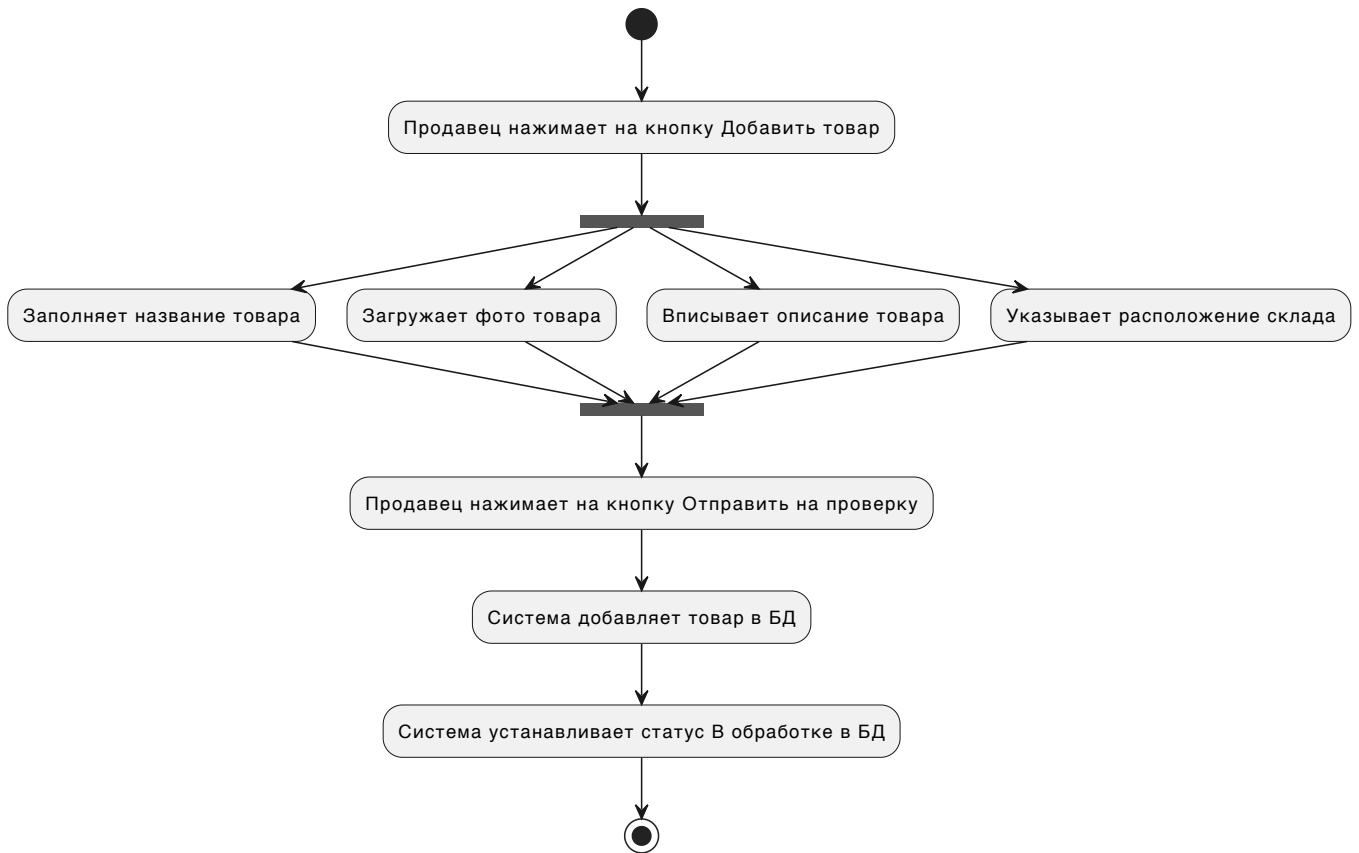 Продавец нажимает на кнопку Добавить товар
Заполняет название товара
Загружает фото товара
Вписывает описание товара
Указывает расположение склада
Продавец нажимает на кнопку Отправить на проверку
Система добавляет товар в БД
Система устанавливает статус В обработке в БД